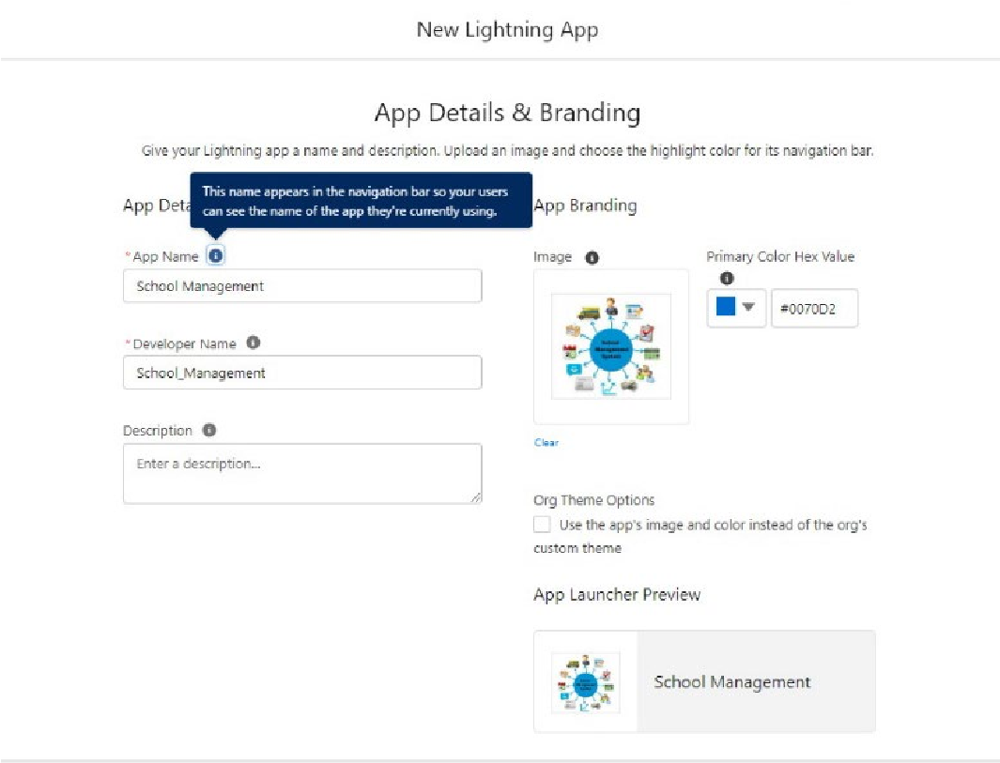 New Lightning App
App Details & Branding
Give your Lightning app a name and description. Upload an image and choose the highlight color for its navigation bar.
This name appears in the navigation bar so your users
can see the name of the app they're currently using.
App Deta
* App Name
School Management
* Developer Name
School_Management
Description
Enter a description...
App Branding
Image
School
Management
System
Clear
Primary Color Hex Value
#0070D2
Org Theme Options
Use the app's image and color instead of the org's
custom theme
App Launcher Preview
School Management